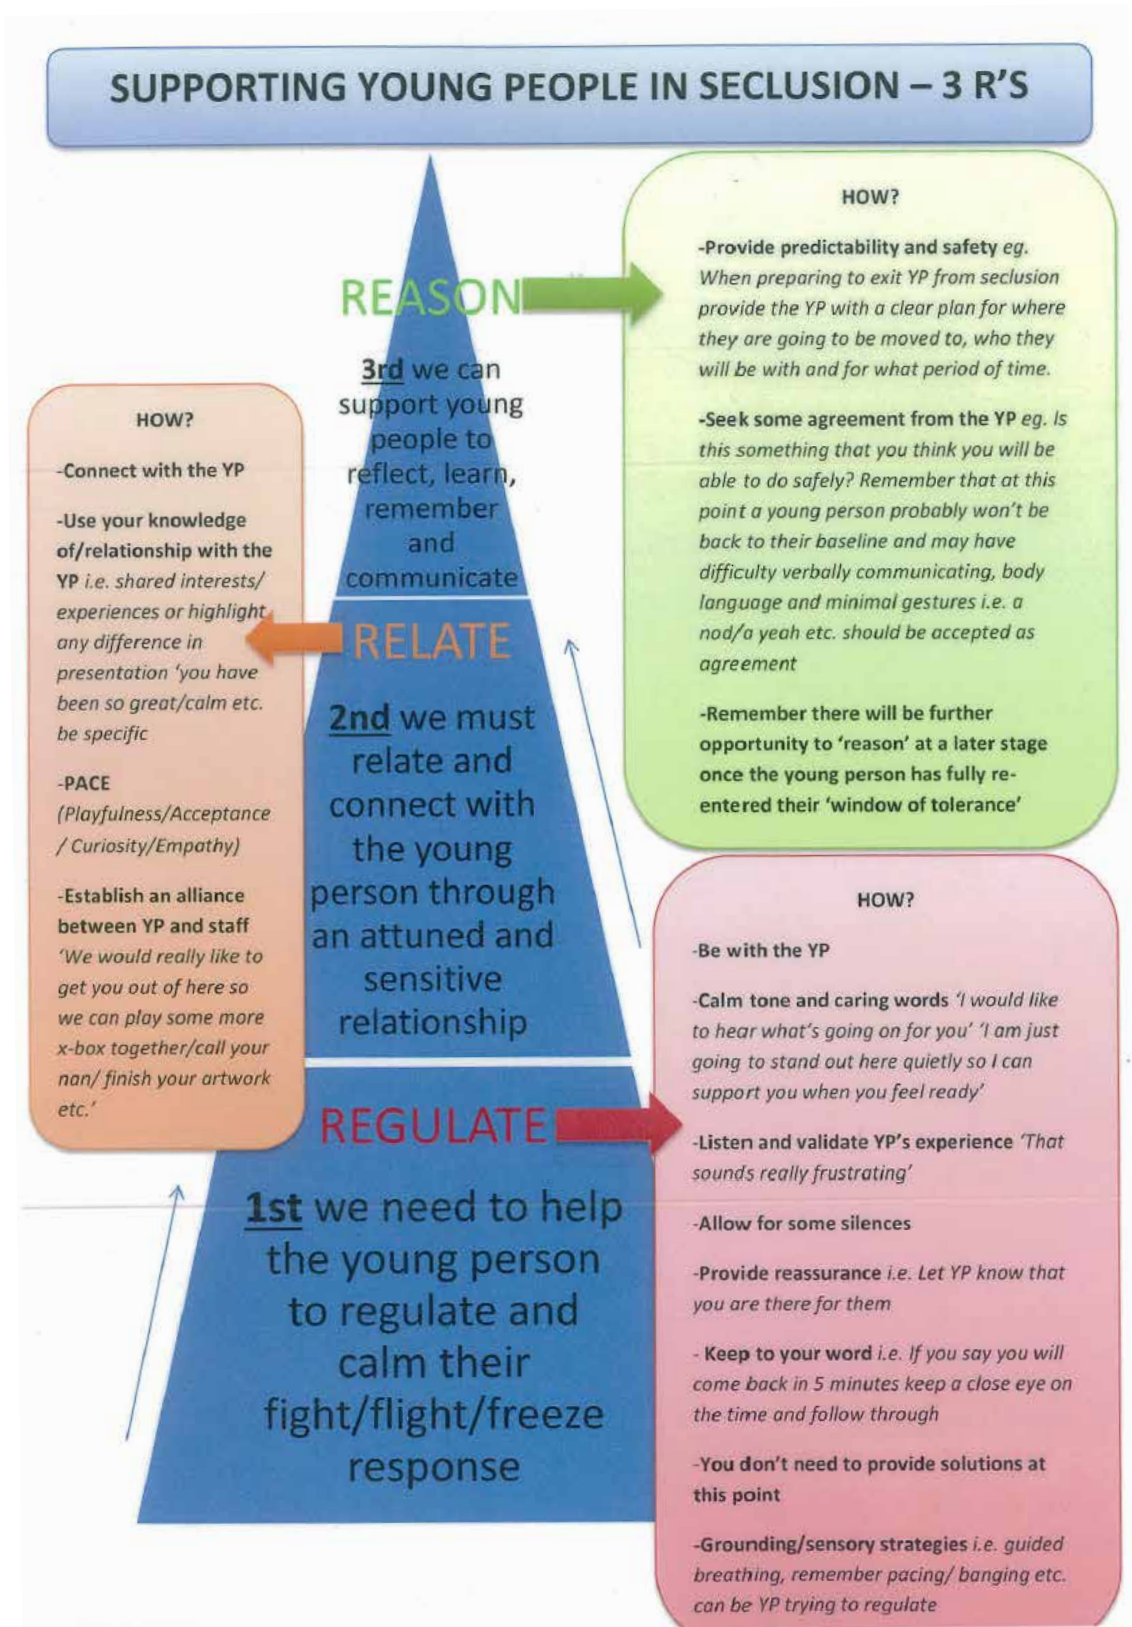 SUPPORTING YOUNG PEOPLE IN SECLUSION – 3 R'S
REASON
3rd we can
support young
people to
reflect, learn,
remember
and
communicate
HOW?
-Provide predictability and safety eg.
When preparing to exit YP from seclusion
provide the YP with a clear plan for where
they are going to be moved to, who they
will be with and for what period of time.
-Seek some agreement from the YP eg. Is
this something that you think you will be
able to do safely? Remember that at this
point a young person probably won't be
back to their baseline and may have
difficulty verbally communicating, body
language and minimal gestures i.e. a
nod/a yeah etc. should be accepted as
agreement
-Remember there will be further
opportunity to 'reason' at a later stage
once the young person has fully re-
entered their 'window of tolerance'
RELATE
2nd we must
relate and
connect with
the young
person through
an attuned and
sensitive
relationship
HOW?
-Connect with the YP
-Use your knowledge
of/relationship with the
YP i.e. shared interests/
experiences or highlight
any difference in
presentation 'you have
been so great/calm etc.
be specific
-PACE
(Playfulness/Acceptance
/ Curiosity/Empathy)
-Establish an alliance
between YP and staff
'We would really like to
get you out of here so
we can play some more
x-box together/call your
nan/ finish your artwork
etc.'
REGULATE
1st we need to help
the young person
to regulate and
calm their
fight/flight/freeze
response
HOW?
-Be with the YP
-Calm tone and caring words 'I would like
to hear what's going on for you' 'I am just
going to stand out here quietly so I can
support you when you feel ready'
-Listen and validate YP's experience 'That
sounds really frustrating'
-Allow for some silences
-Provide reassurance i.e. Let YP know that
you are there for them
- Keep to your word i.e. If you say you will
come back in 5 minutes keep a close eye on
the time and follow through
-You don't need to provide solutions at
this point
-Grounding/sensory strategies i.e. guided
breathing, remember pacing/ banging etc.
can be YP trying to regulate